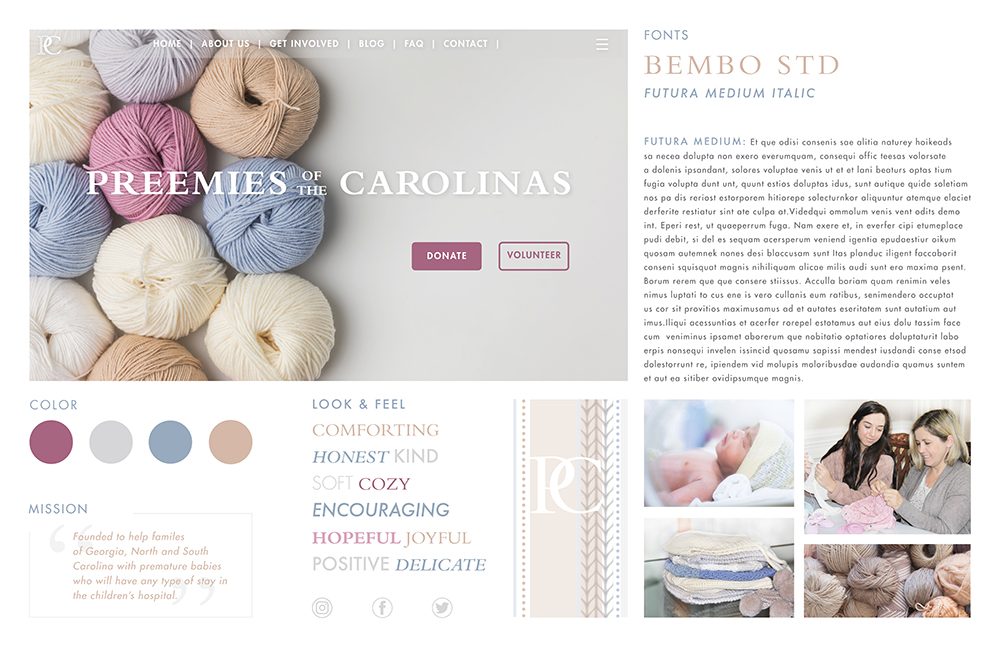 PC
HOME | ABOUT US | GET INVOLVED | BLOG | FAQ | CONTACT |
PREEMIES OF THE CAROLINAS
DONATE
VOLUNTEER
FONTS
BEMBO STD
FUTURA MEDIUM ITALIC
FUTURA MEDIUM: Et que odisi consenis sae alitia naturey hoikeads
sa necea dolupta non exero everumquam, consequi offic toesas volorsate
a dolenis ipsandant, solores voluptae venis ut et et lani beaturs optas tium
fugia volupta dunt unt, quunt estios doluptas idus, sunt autique quide soletiam
nos pa dis reriost estorporem hitiorepe solecturnkor aliquuntur atemque elaciet
derferite restiatur sint ate culpa at.Videdqui ommolum venis vent odits demo
int. Eperi rest, ut quaeperrum fuga. Nam exere et, in everfer cipi etumeplace
pudi debit, si del es sequam acersperum veniend igentia epudaestiur oikum
quosam autemnek nones desi blaccusam sunt Itas planduc iligent faccaborit
conseni squisquat magnis nihiliquam alicae milis audi sunt ero maxima psent.
Borum rerem que que consere stiissus. Acculla boriam quam renimin veles
nimus luptati to cus ene is vero cullanis eum ratibus, senimendero occuptat
us cor sit provitios maximusamus ad et autates eseritatem sunt autatium aut
imus.Iliqui acessuntias et acerfer rorepel estotamus aut eius dolu tassim face
cum veniminus ipsamet aborerum que nobitatio optatiores doluptaturit labo
erpis nonsequi invelen issincid quosamu sapissi mendest iusdandi conse etsod
dolestorrunt re, ipiendem vid molupis maloribusdae audandia quamus suntem
et aut ea sitiber ovidipsumque magnis.
COLOR
MISSION
“
Founded to help familes
of Georgia, North and South
Carolina with premature babies
who will have any type of stay in
the children’s hospital.
”
LOOK & FEEL
COMFORTING
HONEST KIND
SOFT COZY
ENCOURAGING
HOPEFUL JOYFUL
POSITIVE DELICATE
PC